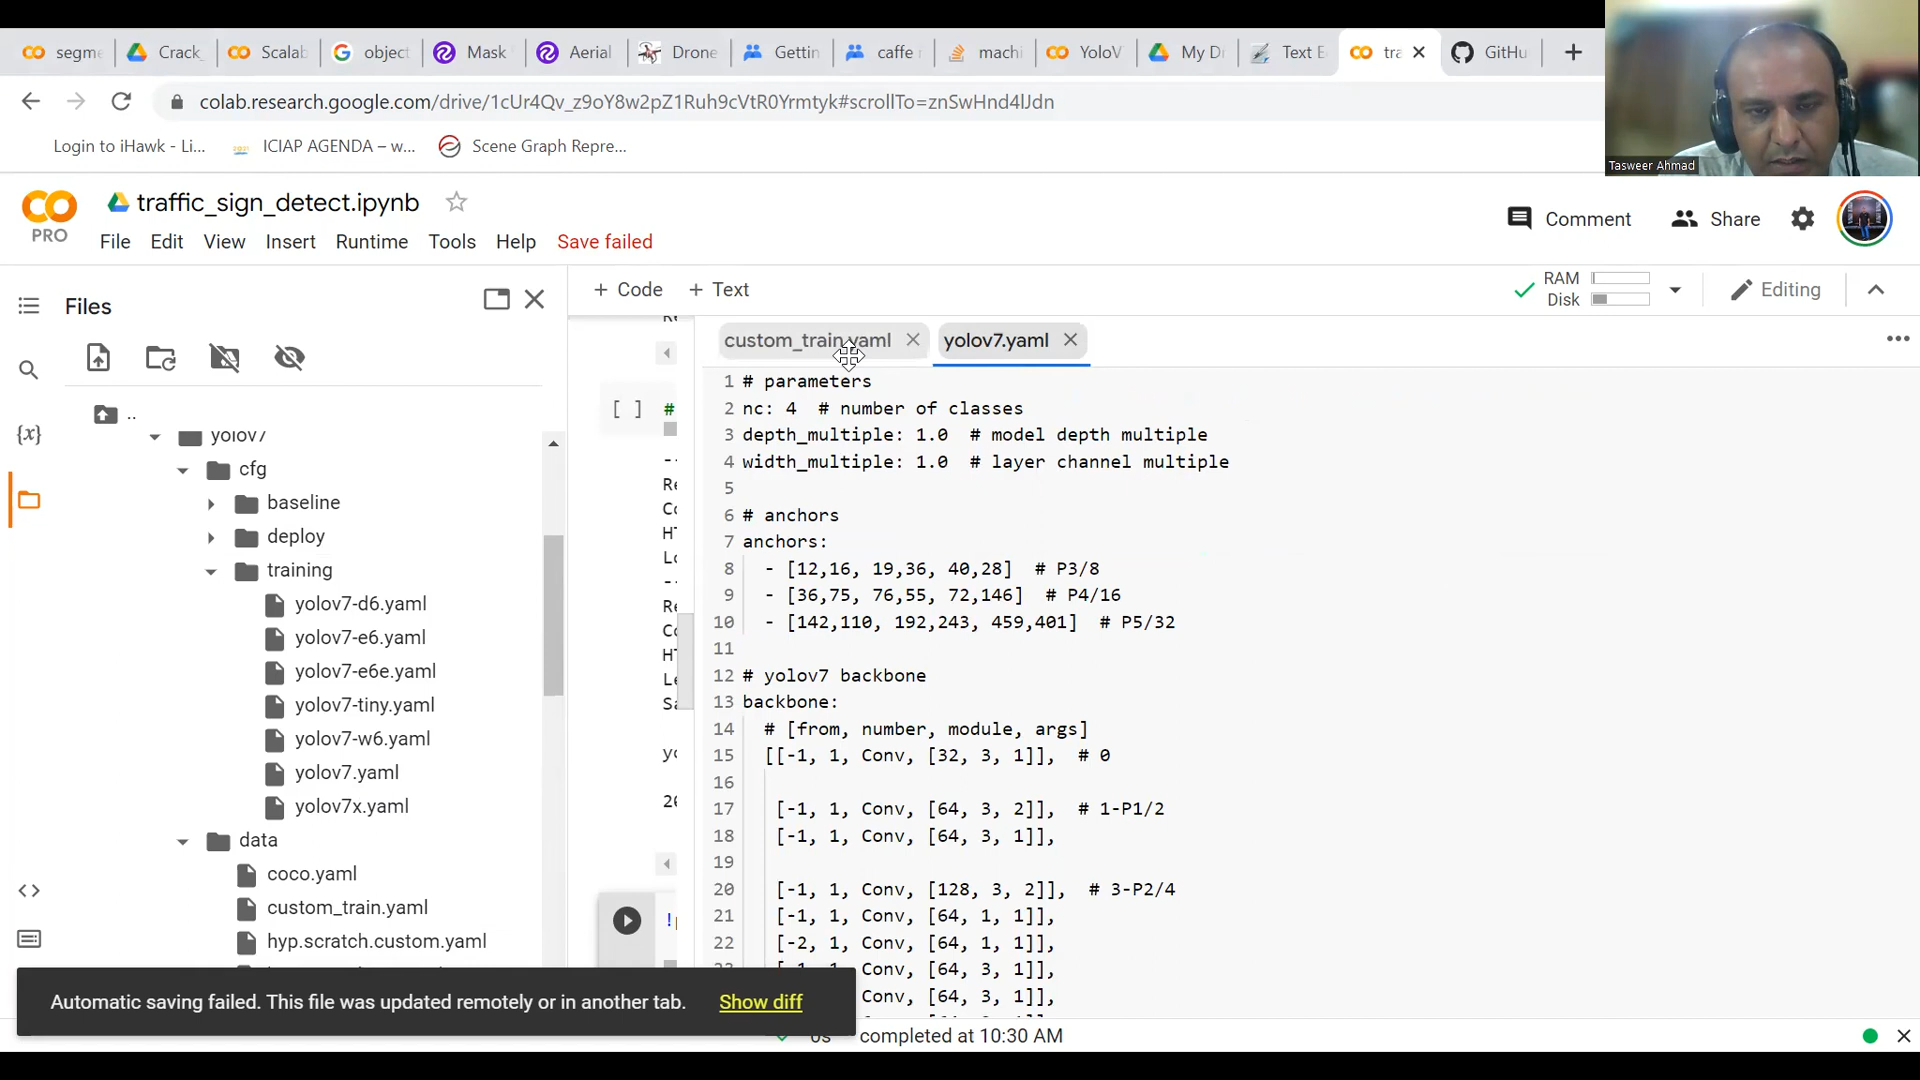 segme
Crack_
Scalab
object
Mask
Aerial
Drone
Gettin
caffe
machi
YoloV
My Dr
Text E
tra
GitHu
colab.research.google.com/drive/1cUr4Qv_z9oY8w2pZ1Ruh9cVtR0Yrmtyk#scrollTo=znSwHnd4lJdn
Tasweer Ahmad
Login to iHawk - Li...
ICIAP AGENDA – w...
Scene Graph Repre...
PRO
traffic_sign_detect.ipynb
File Edit View Insert Runtime Tools Help Save failed
Comment
Share
+ Code + Text
RAM
Disk
Editing
Files
..
yolov7
cfg
baseline
deploy
training
yolov7-d6.yaml
yolov7-e6.yaml
yolov7-e6e.yaml
yolov7-tiny.yaml
yolov7-w6.yaml
yolov7.yaml
yolov7x.yaml
data
coco.yaml
custom_train.yaml
hyp.scratch.custom.yaml
{x}
<>
[ ] #
custom_train.yaml
yolov7.yaml
1 # parameters
2 nc: 4 # number of classes
3 depth_multiple: 1.0 # model depth multiple
4 width_multiple: 1.0 # layer channel multiple
5
6 # anchors
7 anchors:
8 - [12,16, 19,36, 40,28] # P3/8
9 - [36,75, 76,55, 72,146] # P4/16
10 - [142,110, 192,243, 459,401] # P5/32
11
12 # yolov7 backbone
13 backbone:
14 # [from, number, module, args]
15 [[-1, 1, Conv, [32, 3, 1]], # 0
16
17 [-1, 1, Conv, [64, 3, 2]], # 1-P1/2
18 [-1, 1, Conv, [64, 3, 1]],
19
20 [-1, 1, Conv, [128, 3, 2]], # 3-P2/4
21 [-1, 1, Conv, [64, 1, 1]],
22 [-2, 1, Conv, [64, 1, 1]],
Conv, [64, 3, 1]],
Conv, [64, 3, 1]],
Automatic saving failed. This file was updated remotely or in another tab. Show diff
0s completed at 10:30 AM